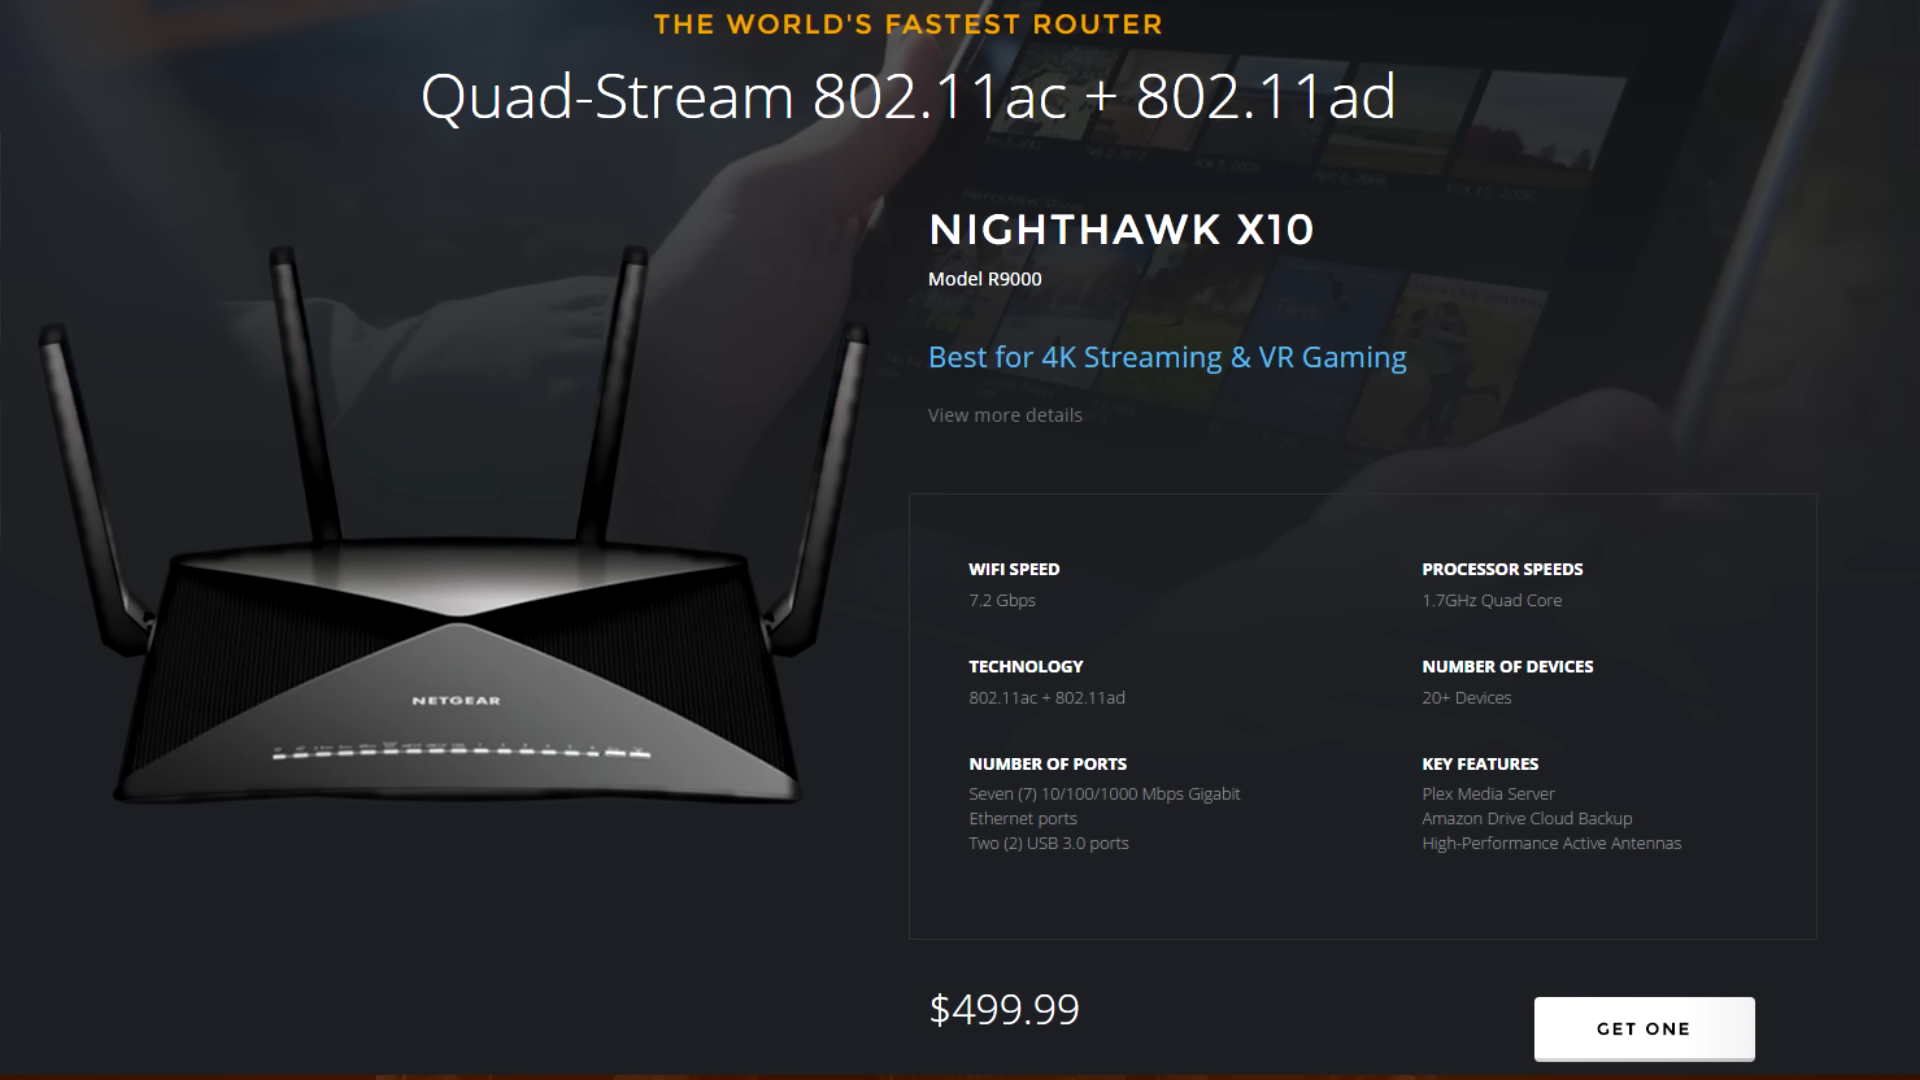 THE WORLD'S FASTEST ROUTER
Quad-Stream 802.11ac + 802.11ad
NIGHTHAWK X10
Model R9000
Best for 4K Streaming & VR Gaming
View more details
WIFI SPEED
7.2 Gbps
PROCESSOR SPEEDS
1.7GHz Quad Core
TECHNOLOGY
802.11ac + 802.11ad
NUMBER OF DEVICES
20+ Devices
NUMBER OF PORTS
Seven (7) 10/100/1000 Mbps Gigabit
Ethernet ports
Two (2) USB 3.0 ports
KEY FEATURES
Plex Media Server
Amazon Drive Cloud Backup
High-Performance Active Antennas
NETGEAR
$499.99
GET ONE